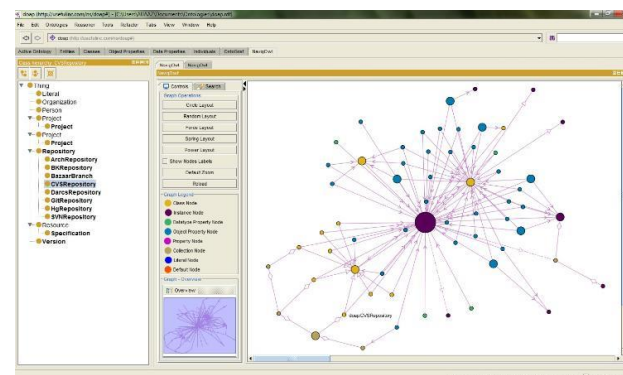 File Edit Ontologies Reasoner Tools Refactor Tabs View Window Help
Active Ontology Entities Classes Object Properties Data Properties Individuals NavigOwl
NavigOwl NavigOwl
NavigOwl
Thing
Literal
Organization
Person
Project
Project
Project
Project
Repository
ArchRepository
BKRepository
BazaarBranch
CVSRepository
DarcsRepository
GitRepository
HgRepository
SVNRepository
Resource
Specification
Version
Controls Search
Graph Operations
Circle Layout
Random Layout
Force Layout
Spring Layout
Power Layout
Show Nodes Labels
Default Zoom
Reload
Graph Legend
Class Node
Instance Node
Datatype Property Node
Object Property Node
Property Node
Collection Node
Literal Node
Default Node
Graph - Overview
Overview
doap:CVSRepository